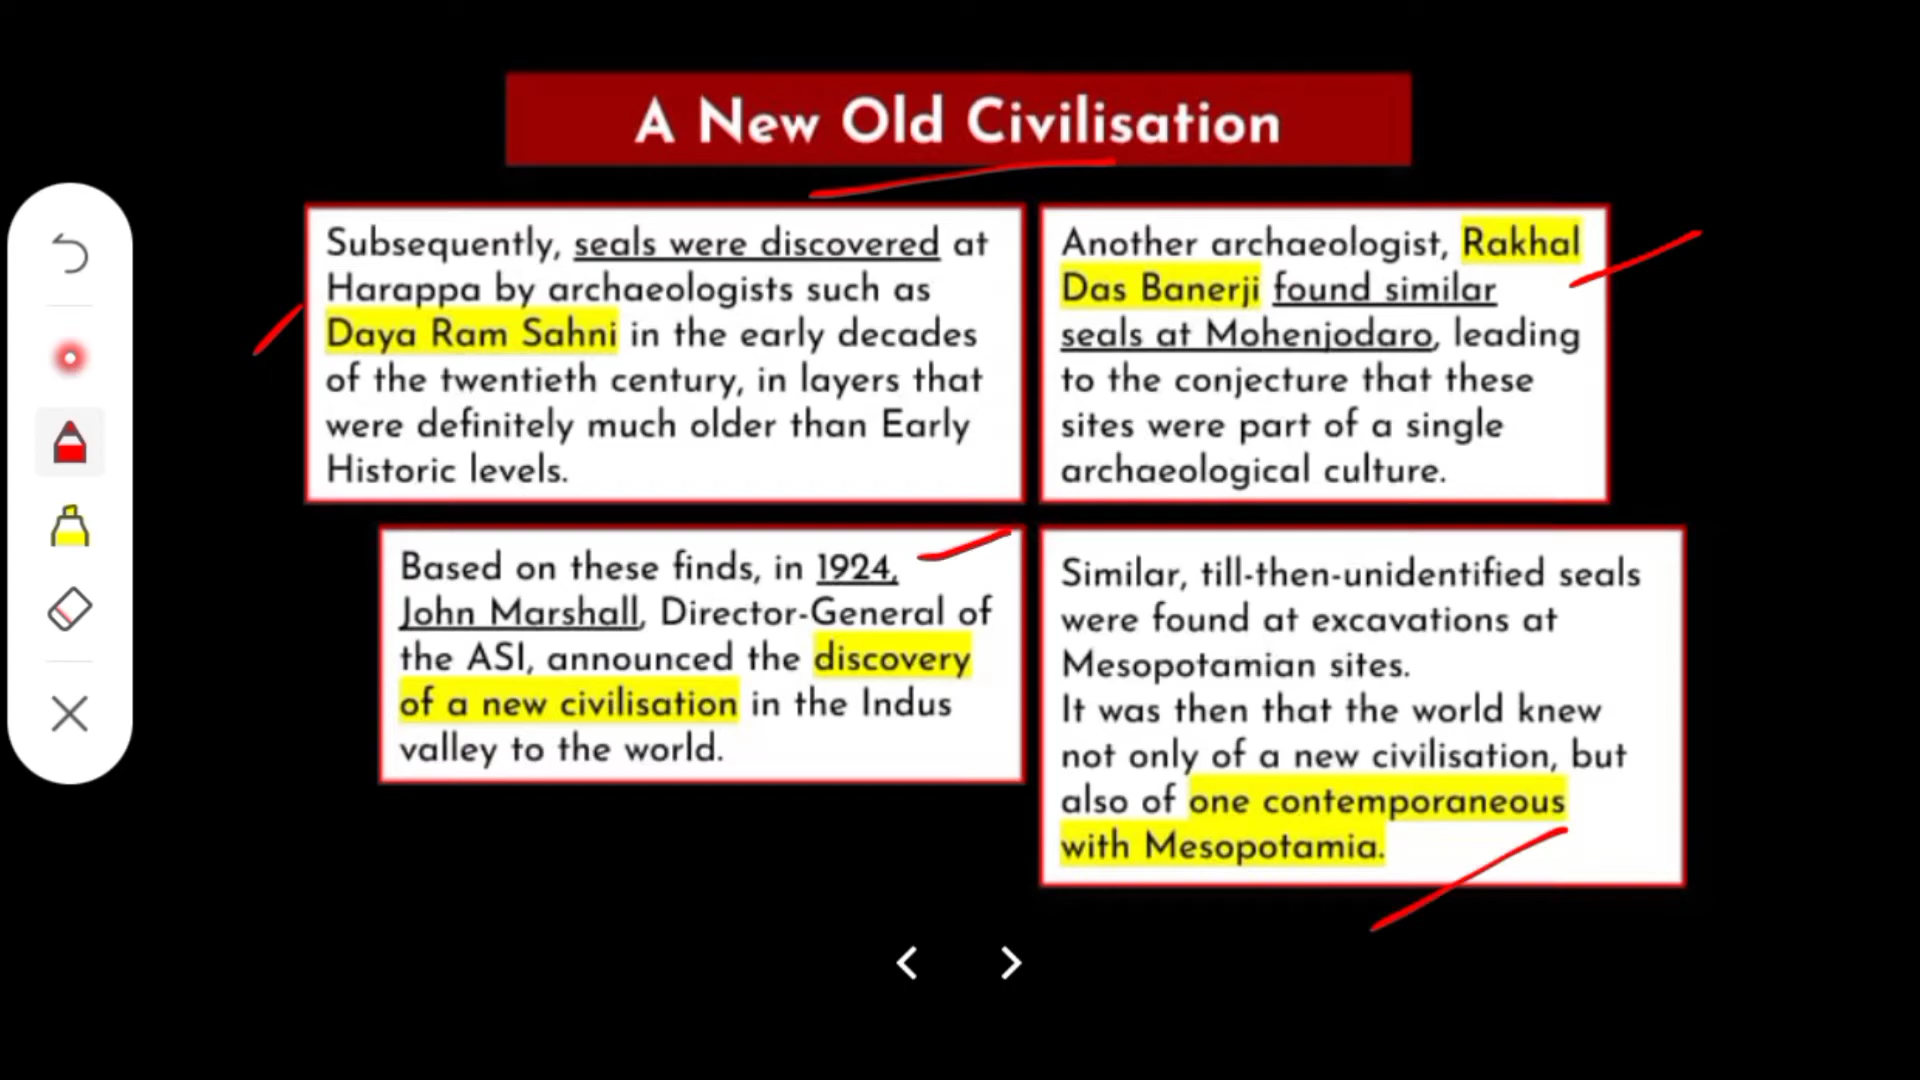 A New Old Civilisation
Subsequently, seals were discovered at
Harappa by archaeologists such as
Daya Ram Sahni in the early decades
of the twentieth century, in layers that
were definitely much older than Early
Historic levels.
Another archaeologist, Rakhal
Das Banerji found similar
seals at Mohenjodaro, leading
to the conjecture that these
sites were part of a single
archaeological culture.
Based on these finds, in 1924,
John Marshall, Director-General of
the ASI, announced the discovery
of a new civilisation in the Indus
valley to the world.
Similar, till-then-unidentified seals
were found at excavations at
Mesopotamian sites.
It was then that the world knew
not only of a new civilisation, but
also of one contemporaneous
with Mesopotamia.